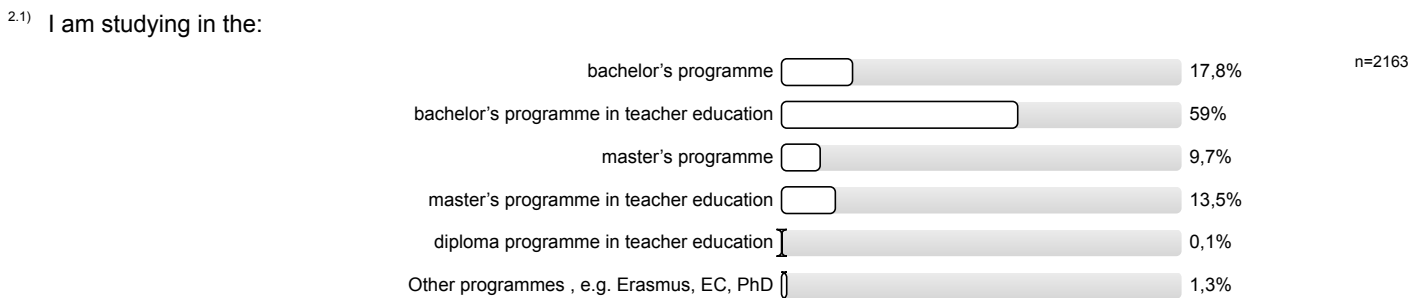 2.1) I am studying in the:
n=2163
bachelor’s programme 17,8%
bachelor’s programme in teacher education 59%
master’s programme 9,7%
master’s programme in teacher education 13,5%
diploma programme in teacher education 0,1%
Other programmes , e.g. Erasmus, EC, PhD 1,3%